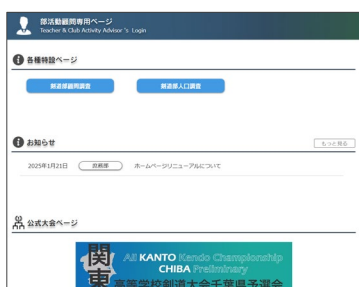 部活動顧問専用ページ
Teacher & Club Activity Advisor 's Login
各種特設ページ
剣道部顧問調査
剣道部人口調査
お知らせ
もっと見る
2025年1月21日
庶務部
ホームページリニューアルについて
公式大会ページ
関東
All KANTO Kendo Championship
CHIBA Preliminary
高等学校剣道大会千葉県予選会